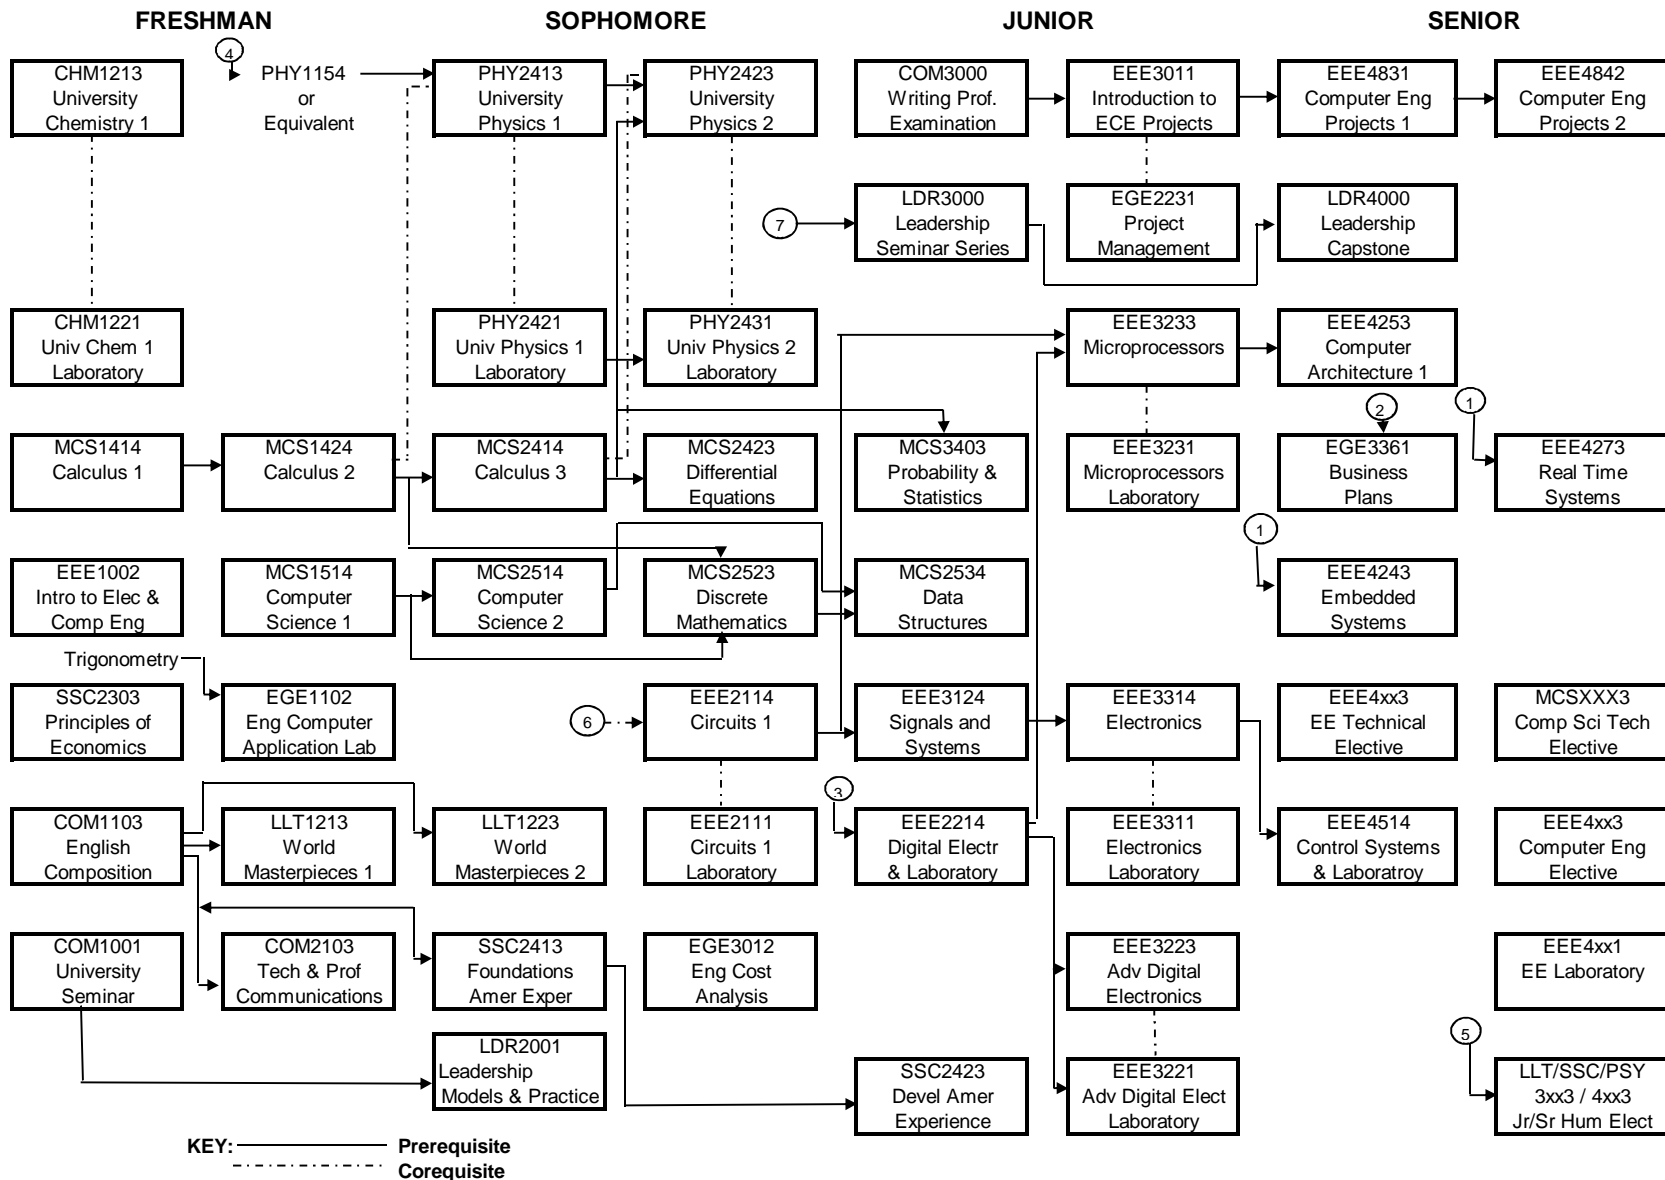 FRESHMAN
SOPHOMORE
JUNIOR
SENIOR
4
CHM1213
University
Chemistry 1
PHY1154
or
Equivalent
PHY2413
University
Physics 1
PHY2423
University
Physics 2
COM3000
Writing Prof.
Examination
EEE3011
Introduction to
ECE Projects
EEE4831
Computer Eng
Projects 1
EEE4842
Computer Eng
Projects 2
7
LDR3000
Leadership
Seminar Series
EGE2231
Project
Management
LDR4000
Leadership
Capstone
CHM1221
Univ Chem 1
Laboratory
PHY2421
Univ Physics 1
Laboratory
PHY2431
Univ Physics 2
Laboratory
EEE3233
Microprocessors
EEE4253
Computer
Architecture 1
2
1
MCS1414
Calculus 1
MCS1424
Calculus 2
MCS2414
Calculus 3
MCS2423
Differential
Equations
MCS3403
Probability &
Statistics
EEE3231
Microprocessors
Laboratory
EGE3361
Business
Plans
EEE4273
Real Time
Systems
1
EEE1002
Intro to Elec &
Comp Eng
MCS1514
Computer
Science 1
MCS2514
Computer
Science 2
MCS2523
Discrete
Mathematics
MCS2534
Data
Structures
EEE4243
Embedded
Systems
Trigonometry
SSC2303
Principles of
Economics
EGE1102
Eng Computer
Application Lab
6
EEE2114
Circuits 1
EEE3124
Signals and
Systems
EEE3314
Electronics
EEE4xx3
EE Technical
Elective
MCSXXX3
Comp Sci Tech
Elective
3
COM1103
English
Composition
LLT1213
World
Masterpieces 1
LLT1223
World
Masterpieces 2
EEE2111
Circuits 1
Laboratory
EEE2214
Digital Electr
& Laboratory
EEE3311
Electronics
Laboratory
EEE4514
Control Systems
& Laboratroy
EEE4xx3
Computer Eng
Elective
COM1001
University
Seminar
COM2103
Tech & Prof
Communications
SSC2413
Foundations
Amer Exper
EGE3012
Eng Cost
Analysis
EEE3223
Adv Digital
Electronics
EEE4xx1
EE Laboratory
5
LDR2001
Leadership
Models & Practice
SSC2423
Devel Amer
Experience
EEE3221
Adv Digital Elect
Laboratory
LLT/SSC/PSY
3xx3 / 4xx3
Jr/Sr Hum Elect
KEY: Prerequisite
Corequisite